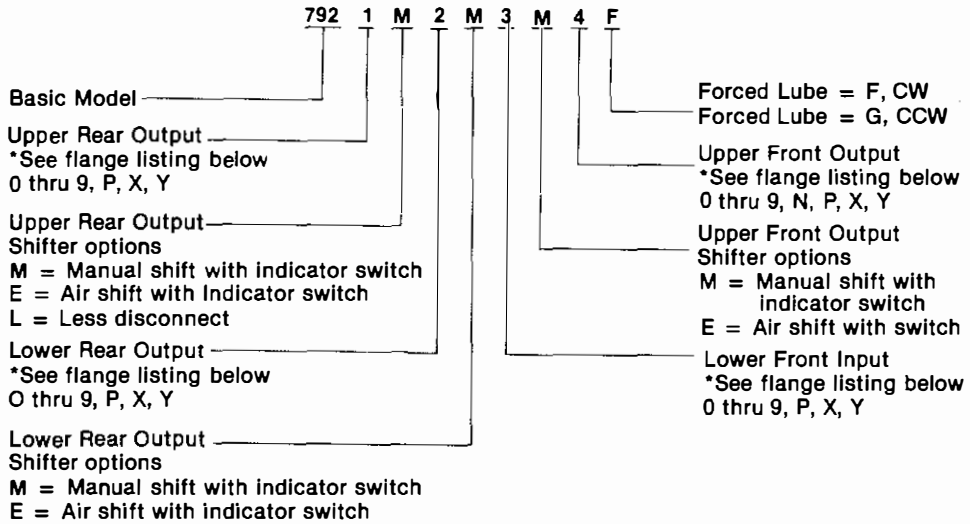 792 1 M 2 M 3 M 4 F
Basic Model
Upper Rear Output
*See flange listing below
0 thru 9, P, X, Y
Upper Rear Output
Shifter options
M = Manual shift with indicator switch
E = Air shift with Indicator switch
L = Less disconnect
Lower Rear Output
*See flange listing below
O thru 9, P, X, Y
Lower Rear Output
Shifter options
M = Manual shift with indicator switch
E = Air shift with indicator switch
Forced Lube = F, CW
Forced Lube = G, CCW
Upper Front Output
*See flange listing below
0 thru 9, N, P, X, Y
Upper Front Output
Shifter options
M = Manual shift with
indicator switch
E = Air shift with switch
Lower Front Input
*See flange listing below
0 thru 9, P, X, Y